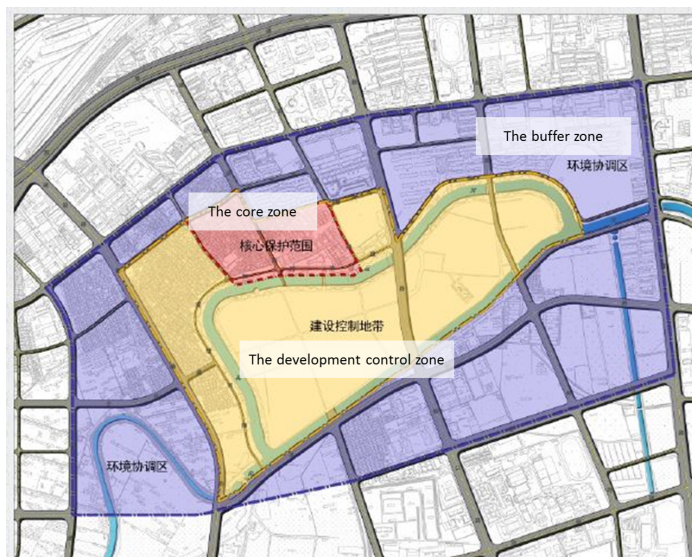 The buffer zone
环境协调区
The core zone
核心保护范围
建设控制地带
The development control zone
环境协调区